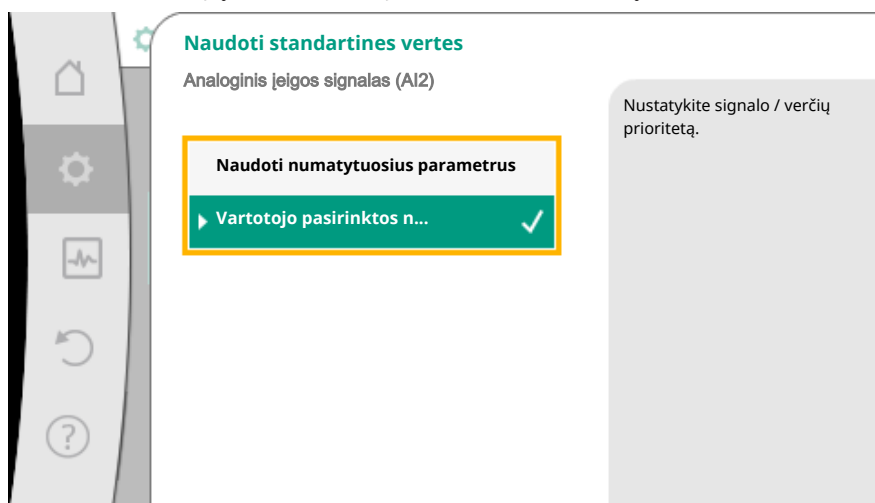 Naudoti standartines vertes
Analoginis įeigos signalas (AI2)
Nustatykite signalo / verčių
prioritetą.
Naudoti numatytuosius parametrus
Vartotojo pasirinktos n...